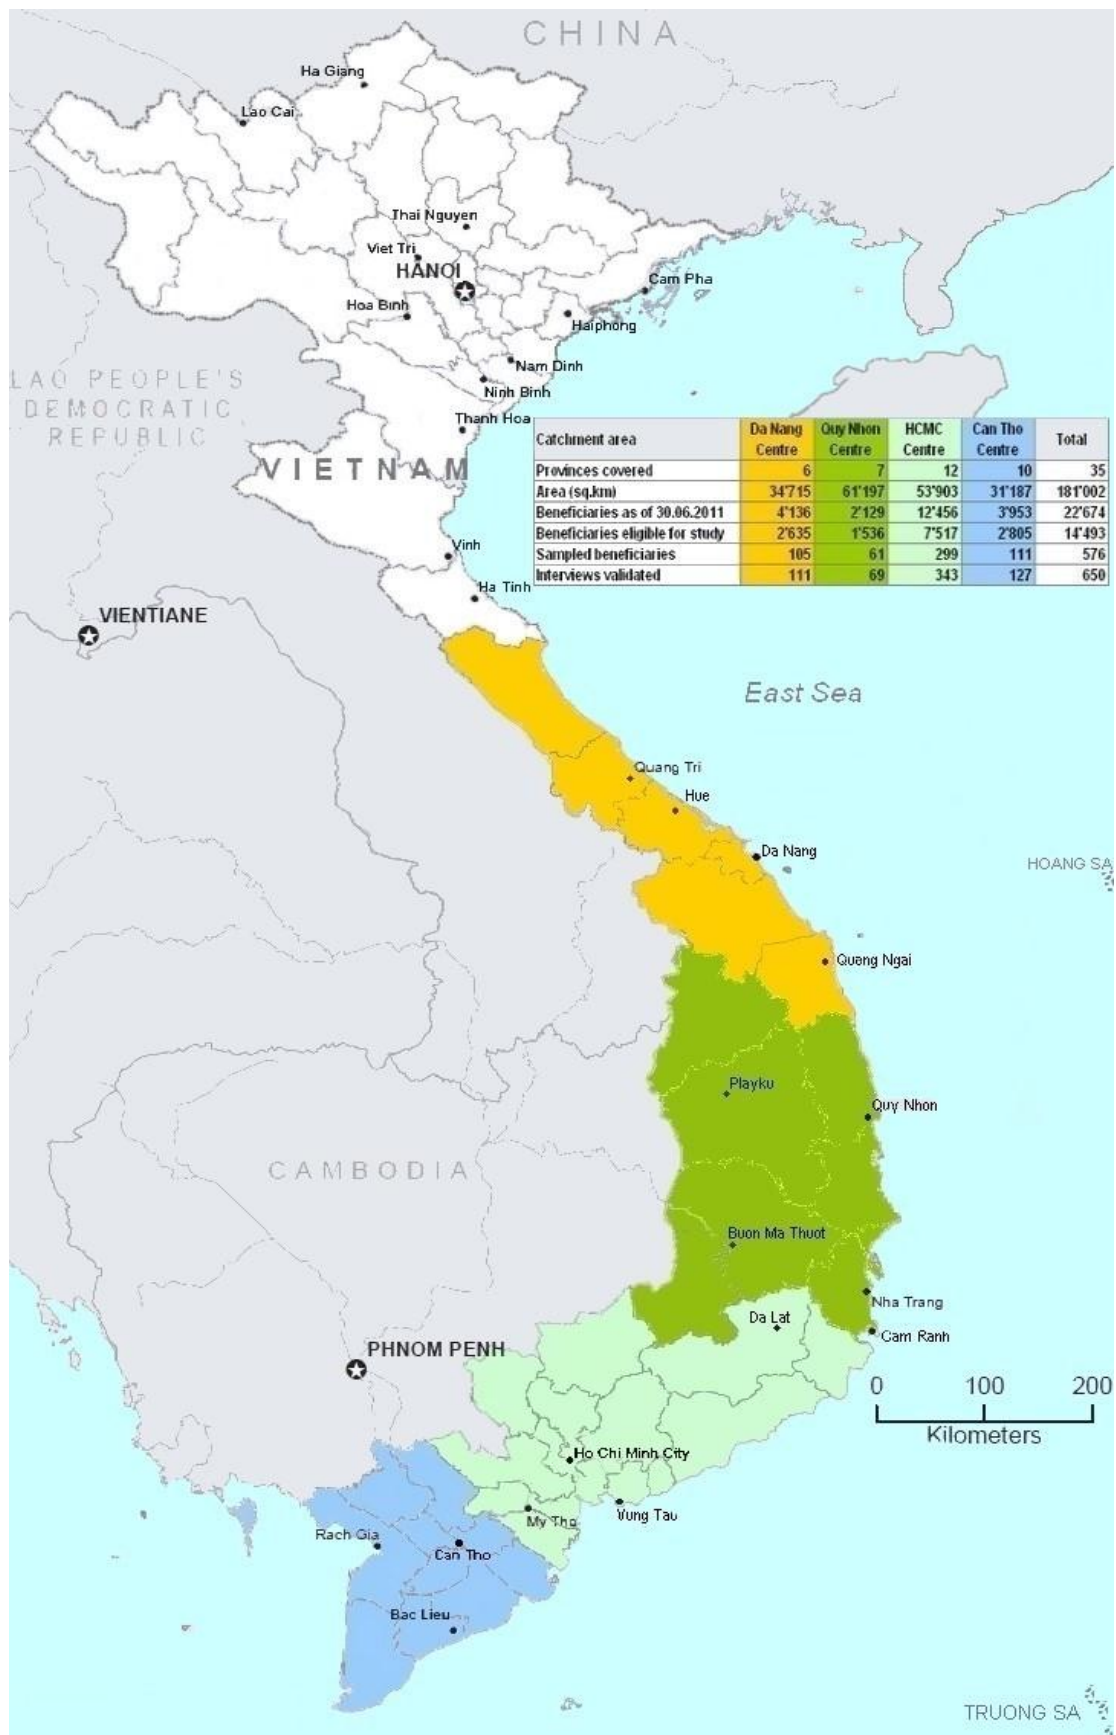 CHINA
Ha Giang
Lao Cai
Thai Nguyen
Viet Tri
HANOI
Cam Pha
Hoa Binh
Haiphong
Nam Dinh
LAO PEOPLE'S
DEMOCRATIC
REPUBLIC
Ninh Binh
Thanh Hoa
VIETNAM
Catchment area Da Nang Centre Quy Nhon Centre HCMC Centre Can Tho Centre Total
Provinces covered 6 7 12 10 35
Area (sq.km) 34'715 61'197 53'903 31'187 181'002
Beneficiaries as of 30.06.2011 4'136 2'129 12'456 3'953 22'674
Beneficiaries eligible for study 2'635 1'536 7'517 2'805 14'493
Sampled beneficiaries 105 61 299 111 576
Interviews validated 111 69 343 127 650
Vinh
Ha Tinh
VIENTIANE
East Sea
Quang Tri
Hue
Da Nang
HOANG SA
Quang Ngai
Playku
Quy Nhon
CAMBODIA
Buon Ma Thuot
Nha Trang
Da Lat
Cam Ranh
PHNOM PENH
0 100 200
Kilometers
Ho Chi Minh City
My Tho
Vung Tau
Rach Gia
Can Tho
Bac Lieu
TRUONG SA